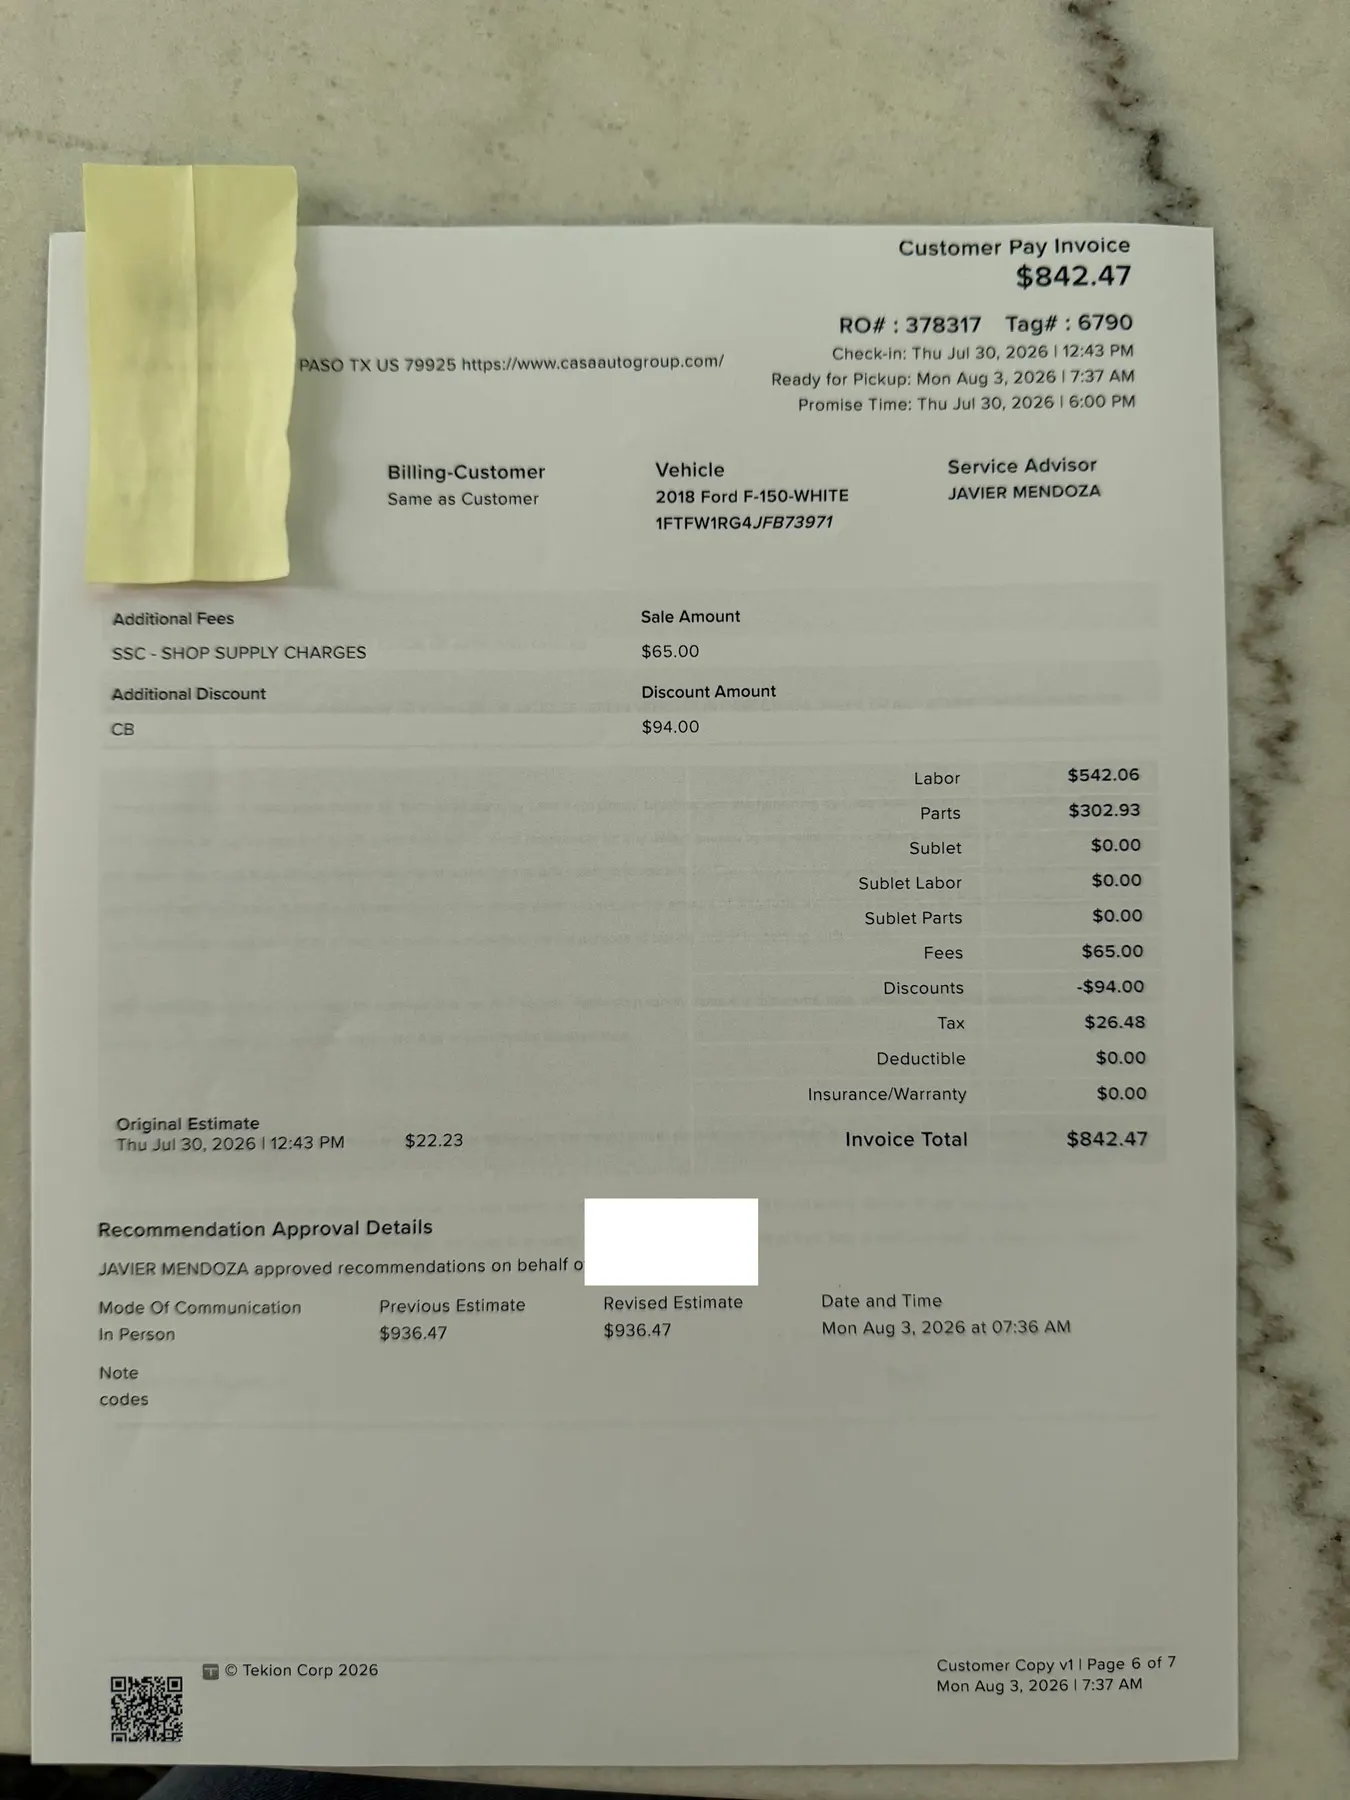 Customer Pay Invoice
$842.47
RO# : 378317 Tag# : 6790
Check-in: Thu Jul 30, 2026 | 12:43 PM
PASO TX US 79925 https://www.casaautogroup.com/
Ready for Pickup: Mon Aug 3, 2026 | 7:37 AM
Promise Time: Thu Jul 30, 2026 | 6:00 PM
Billing-Customer
Same as Customer
Vehicle
2018 Ford F-150-WHITE
1FTFW1RG4JFB73971
Service Advisor
JAVIER MENDOZA
Additional Fees Sale Amount
SSC - SHOP SUPPLY CHARGES $65.00
Additional Discount Discount Amount
CB $94.00
Labor $542.06
Parts $302.93
Sublet $0.00
Sublet Labor $0.00
Sublet Parts $0.00
Fees $65.00
Discounts -$94.00
Tax $26.48
Deductible $0.00
Insurance/Warranty $0.00
Original Estimate
Thu Jul 30, 2026 | 12:43 PM $22.23
Invoice Total $842.47
Recommendation Approval Details
JAVIER MENDOZA approved recommendations on behalf o
Mode Of Communication Previous Estimate Revised Estimate Date and Time
In Person $936.47 $936.47 Mon Aug 3, 2026 at 07:36 AM
Note
codes
© Tekion Corp 2026
Customer Copy v1 | Page 6 of 7
Mon Aug 3, 2026 | 7:37 AM